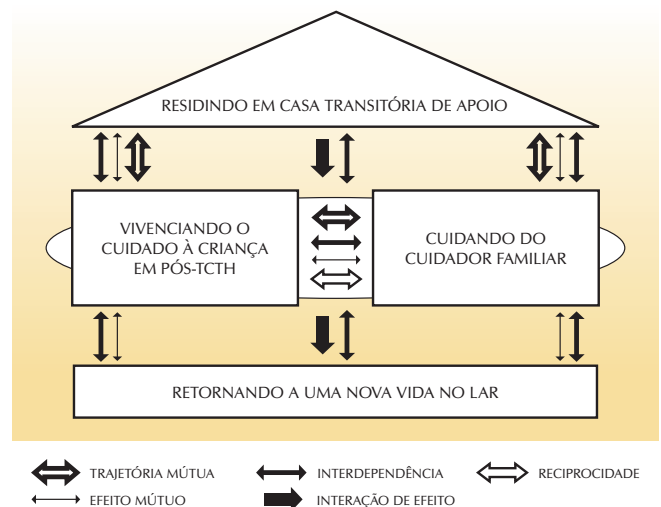 RESIDINDO EM CASA TRANSITÓRIA DE APOIO
VIVENCIANDO O
CUIDADO À CRIANÇA
EM PÓS-TCTH
CUIDANDO DO
CUIDADOR FAMILIAR
RETORNANDO A UMA NOVA VIDA NO LAR
TRAJETÓRIA MÚTUA
INTERDEPENDÊNCIA
RECIPROCIDADE
EFEITO MÚTUO
INTERAÇÃO DE EFEITO